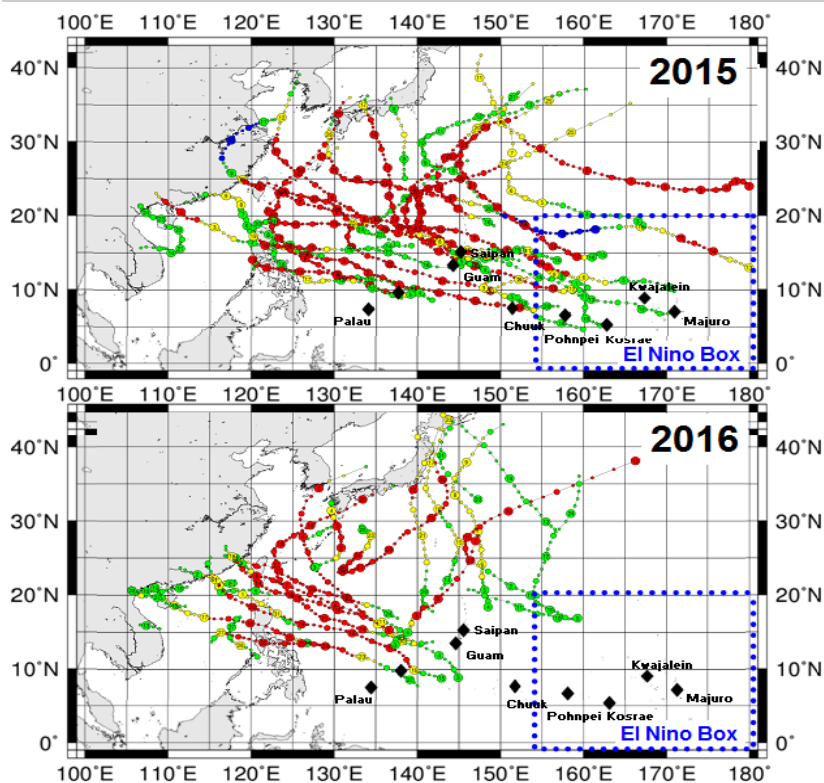 100˚E 110˚E 120˚E 130˚E 140˚E 150˚E 160˚E 170˚E 180˚
40˚N 2015 40˚N
30˚N 30˚N
20˚N 20˚N
Saipan
10˚N Guam Kwajalein 10˚N
Palau Chuuk Majuro
Pohnpei Kosrae
0˚ El Nino Box 0˚
100˚E 110˚E 120˚E 130˚E 140˚E 150˚E 160˚E 170˚E 180˚
40˚N 2016 40˚N
30˚N 30˚N
20˚N 20˚N
Saipan
Guam
10˚N Kwajalein 10˚N
Palau Chuuk Majuro
Pohnpei Kosrae
0˚ El Nino Box 0˚
100˚E 110˚E 120˚E 130˚E 140˚E 150˚E 160˚E 170˚E 180˚